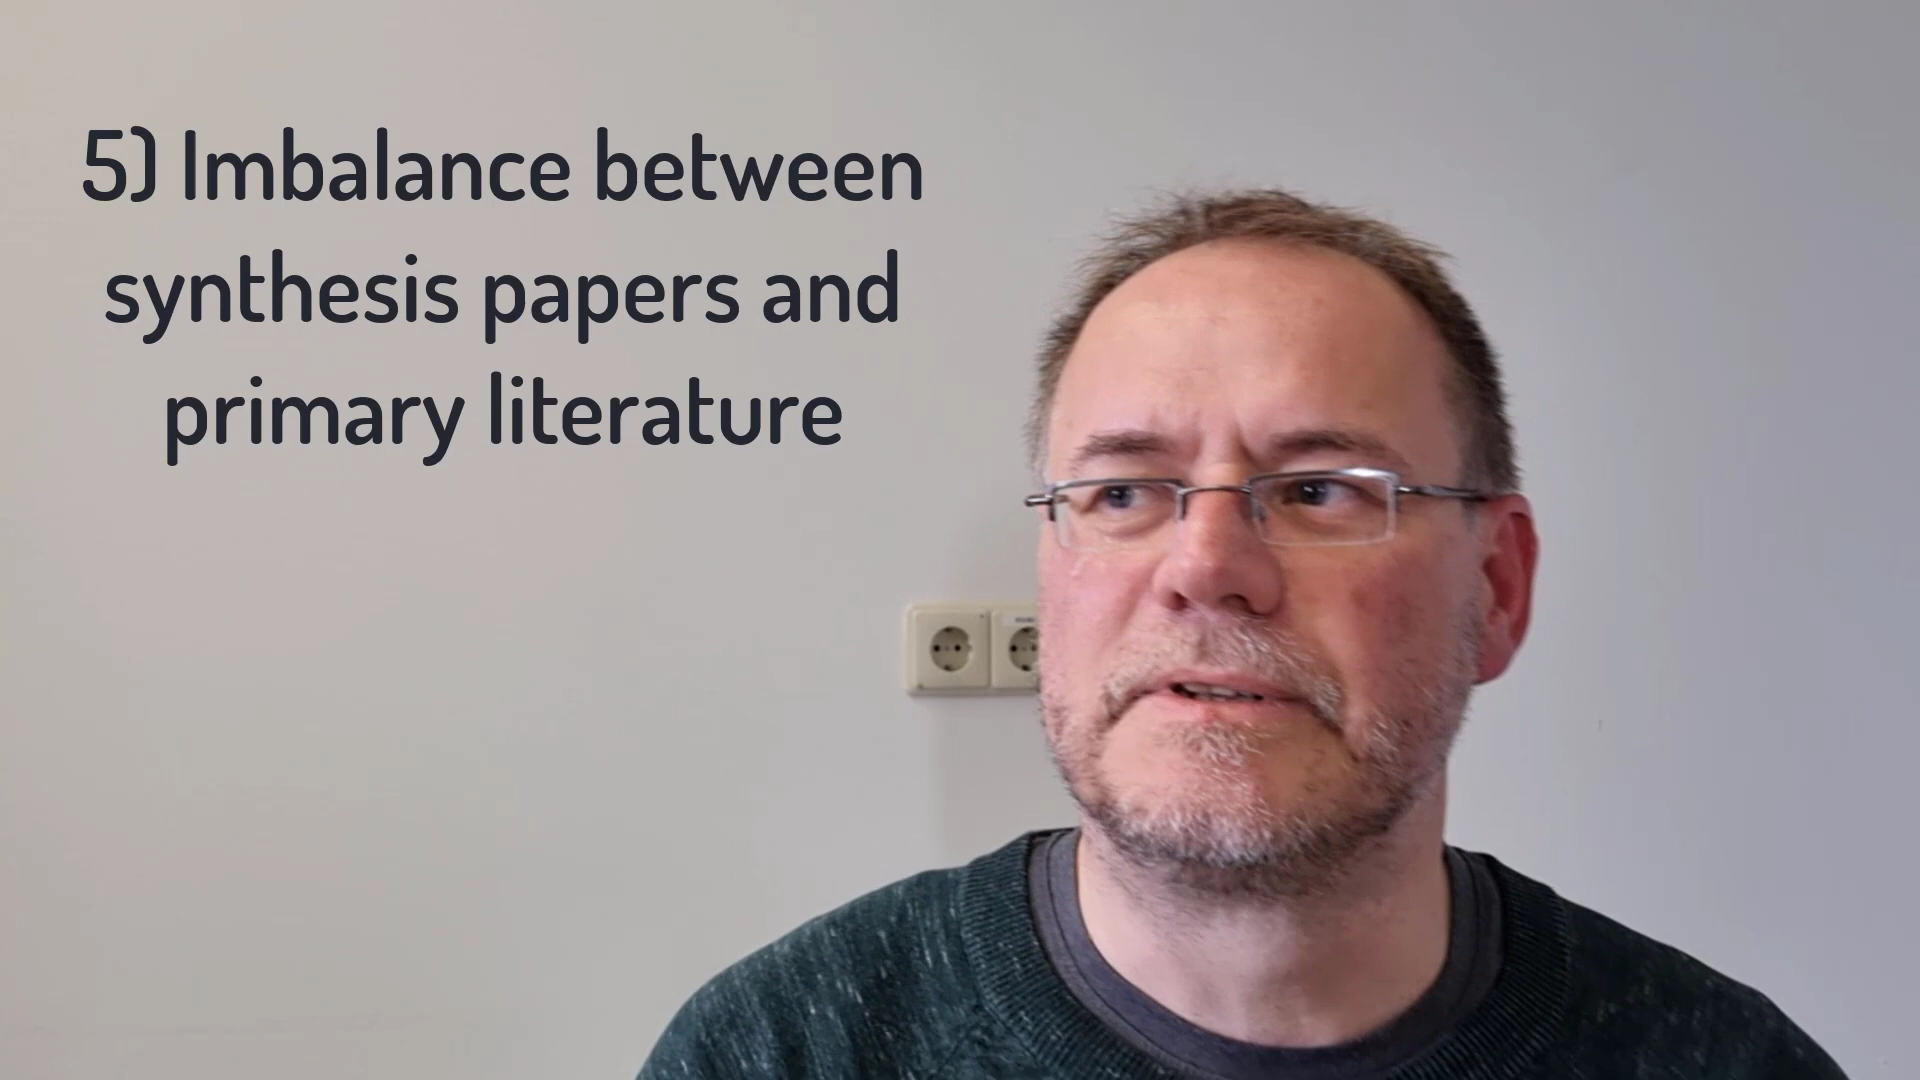 5) Imbalance between
synthesis papers and
primary literature